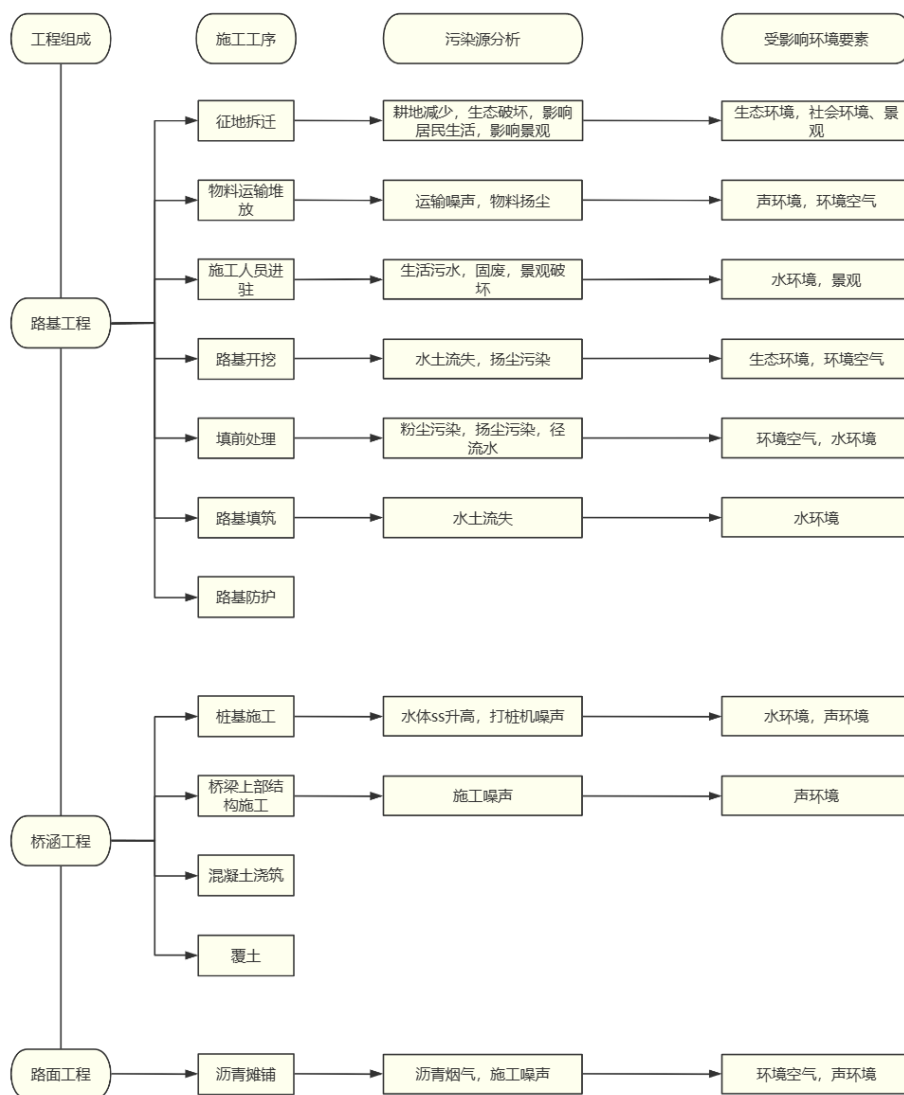 工程组成
施工工序
污染源分析
受影响环境要素
征地拆迁
耕地减少，生态破坏，影响
居民生活，影响景观
生态环境，社会环境、景
观
物料运输堆
放
运输噪声，物料扬尘
声环境，环境空气
施工人员进
驻
生活污水，固废，景观破
坏
水环境，景观
路基工程
路基开挖
水土流失，扬尘污染
生态环境，环境空气
填前处理
粉尘污染，扬尘污染，径
流水
环境空气，水环境
路基填筑
水土流失
水环境
路基防护
桩基施工
水体ss升高，打桩机噪声
水环境，声环境
桥梁上部结
构施工
施工噪声
声环境
桥涵工程
混凝土浇筑
覆土
路面工程
沥青摊铺
沥青烟气，施工噪声
环境空气，声环境